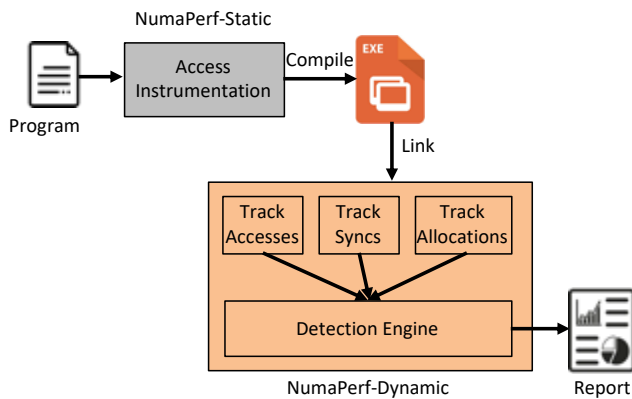 NumaPerf-Static
Program
Access
Instrumentation
Compile
EXE
Link
Track
Accesses
Track
Syncs
Track
Allocations
Detection Engine
NumaPerf-Dynamic
Report